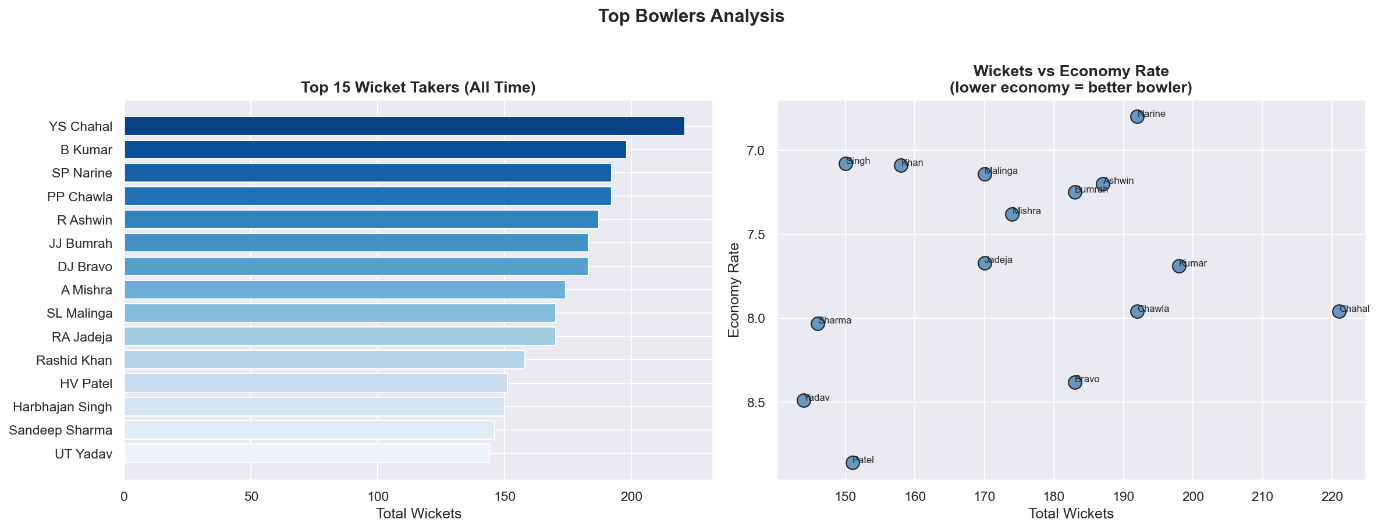 Top Bowlers Analysis
Top 15 Wicket Takers (All Time)
YS Chahal
B Kumar
SP Narine
PP Chawla
R Ashwin
JJ Bumrah
DJ Bravo
A Mishra
SL Malinga
RA Jadeja
Rashid Khan
HV Patel
Harbhajan Singh
Sandeep Sharma
UT Yadav
0 50 100 150 200
Total Wickets
Wickets vs Economy Rate
(lower economy = better bowler)
Economy Rate
7.0
7.5
8.0
8.5
Narine
Singh
Khan
Malinga
Ashwin
Bumrah
Mishra
Jadeja
Kumar
Chawla
Chahal
Sharma
Bravo
Yadav
Patel
150 160 170 180 190 200 210 220
Total Wickets